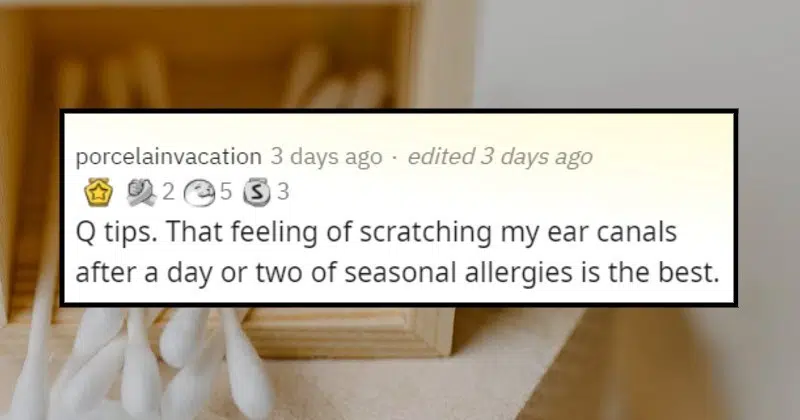 porcelainvacation 3 days ago · edited 3 days ago
2 5 S 3
Q tips. That feeling of scratching my ear canals
after a day or two of seasonal allergies is the best.